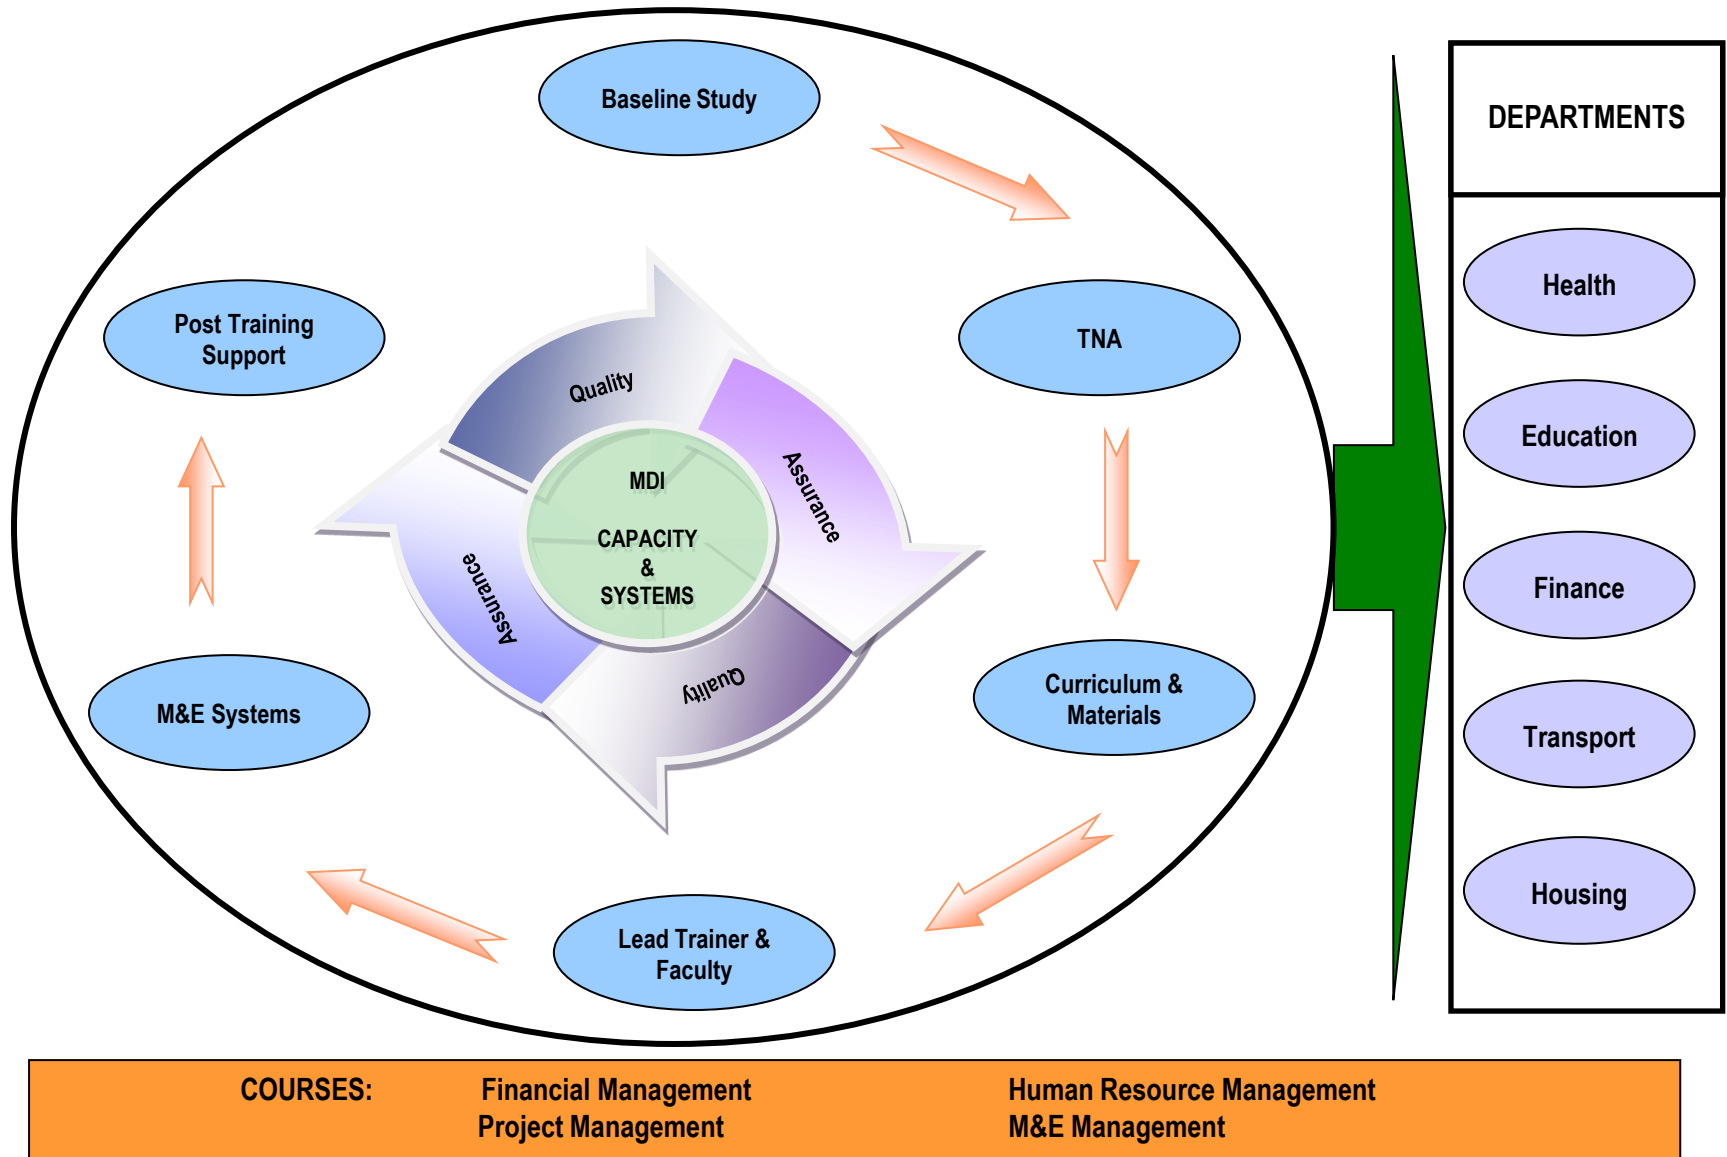 Baseline Study
TNA
Curriculum &
Materials
Lead Trainer &
Faculty
M&E Systems
Post Training
Support
Quality
Assurance
Quality
Assurance
MDI
CAPACITY
&
SYSTEMS
DEPARTMENTS
Health
Education
Finance
Transport
Housing
COURSES: Financial Management Human Resource Management
Project Management M&E Management